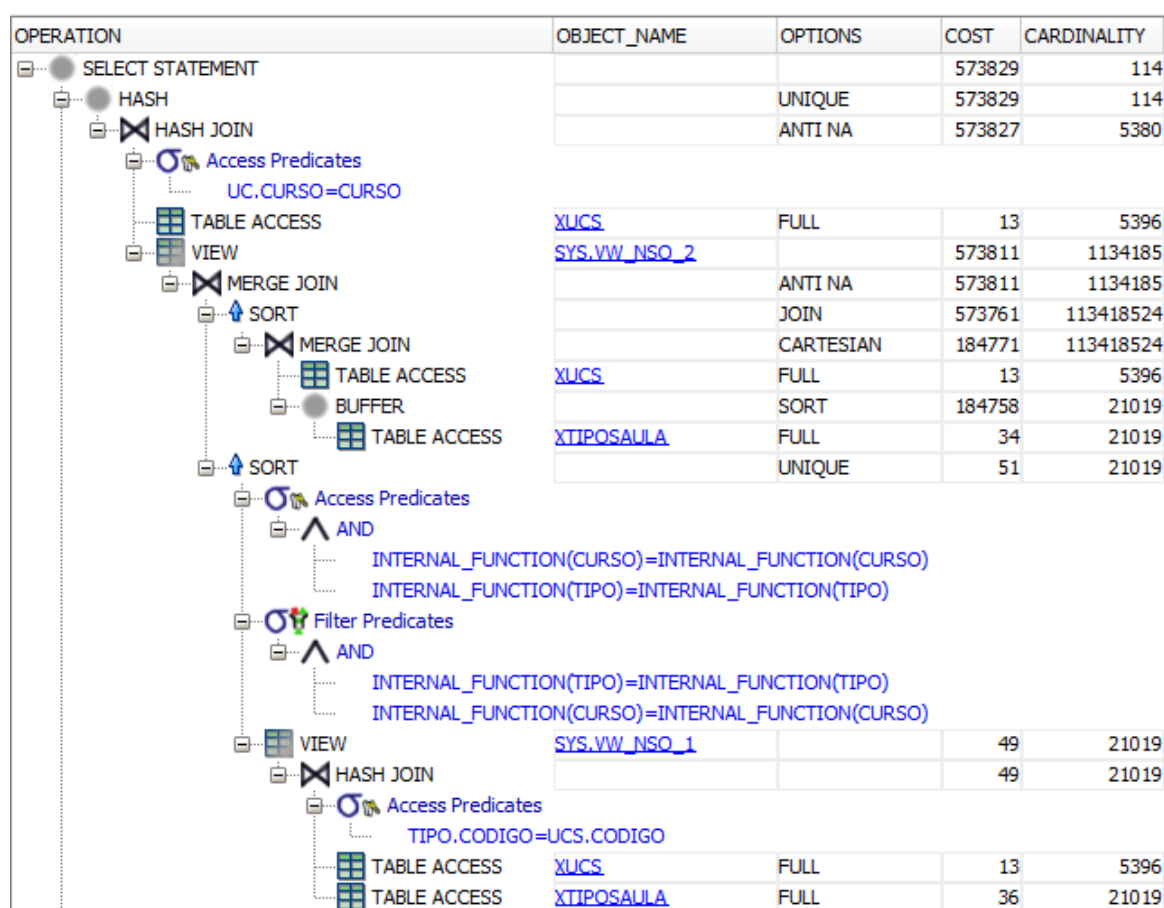 OPERATION OBJECT_NAME OPTIONS COST CARDINALITY
SELECT STATEMENT 573829 114
HASH UNIQUE 573829 114
HASH JOIN ANTI NA 573827 5380
Access Predicates
UC.CURSO=CURSO
TABLE ACCESS XUCS FULL 13 5396
VIEW SYS.VW_NSO_2 573811 1134185
MERGE JOIN ANTI NA 573811 1134185
SORT JOIN 573761 113418524
MERGE JOIN CARTESIAN 184771 113418524
TABLE ACCESS XUCS FULL 13 5396
BUFFER SORT 184758 21019
TABLE ACCESS XTIPOSAULA FULL 34 21019
SORT UNIQUE 51 21019
Access Predicates
AND
INTERNAL_FUNCTION(CURSO)=INTERNAL_FUNCTION(CURSO)
INTERNAL_FUNCTION(TIPO)=INTERNAL_FUNCTION(TIPO)
Filter Predicates
AND
INTERNAL_FUNCTION(TIPO)=INTERNAL_FUNCTION(TIPO)
INTERNAL_FUNCTION(CURSO)=INTERNAL_FUNCTION(CURSO)
VIEW SYS.VW_NSO_1 49 21019
HASH JOIN 49 21019
Access Predicates
TIPO.CODIGO=UCS.CODIGO
TABLE ACCESS XUCS FULL 13 5396
TABLE ACCESS XTIPOSAULA FULL 36 21019